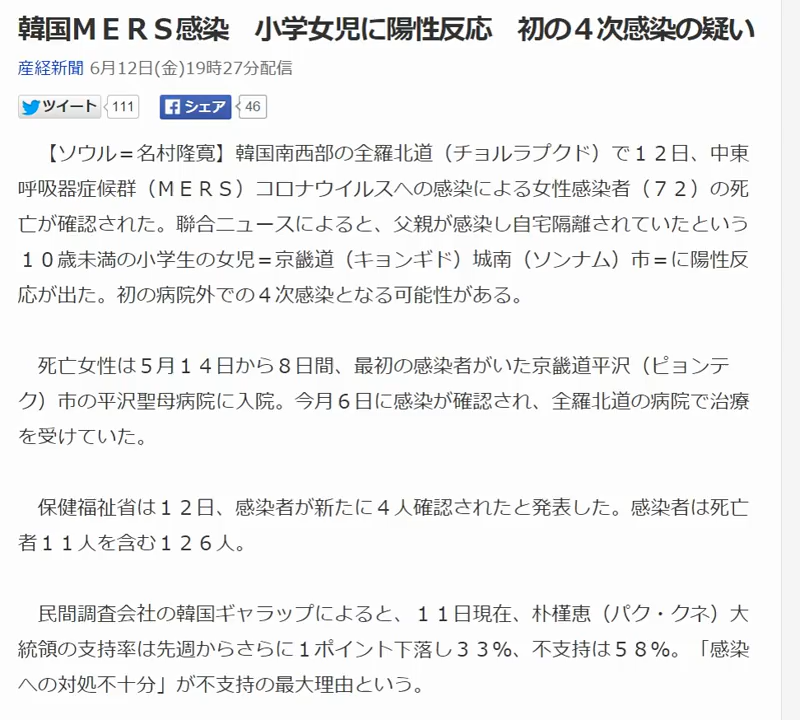 韓国ＭＥＲＳ感染　小学女児に陽性反応　初の４次感染の疑い
産経新聞 6月12日(金)19時27分配信
ツイート 111 シェア 46
【ソウル＝名村隆寛】韓国南西部の全羅北道（チョルラプクド）で１２日、中東
呼吸器症候群（ＭＥＲＳ）コロナウイルスへの感染による女性感染者（７２）の死
亡が確認された。聯合ニュースによると、父親が感染し自宅隔離されていたという
１０歳未満の小学生の女児＝京畿道（キョンギド）城南（ソンナム）市＝に陽性反
応が出た。初の病院外での４次感染となる可能性がある。
死亡女性は５月１４日から８日間、最初の感染者がいた京畿道平沢（ピョンテ
ク）市の平沢聖母病院に入院。今月６日に感染が確認され、全羅北道の病院で治療
を受けていた。
保健福祉省は１２日、感染者が新たに４人確認されたと発表した。感染者は死亡
者１１人を含む１２６人。
民間調査会社の韓国ギャラップによると、１１日現在、朴槿恵（パク・クネ）大
統領の支持率は先週からさらに１ポイント下落し３３％、不支持は５８％。「感染
への対処不十分」が不支持の最大理由という。